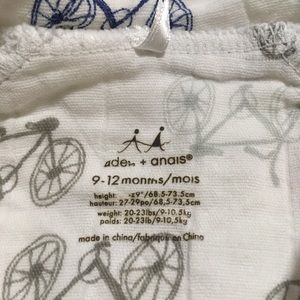 aden + anais®
9-12 months/mois
height: -29"/68,5-73.5cm
hauteur: 27-29po/68,5-73,5cm
weight: 20-23lbs/9-10,5kg
poids: 20-23lb/9-10,5kg
made in china/fabriqué en Chine